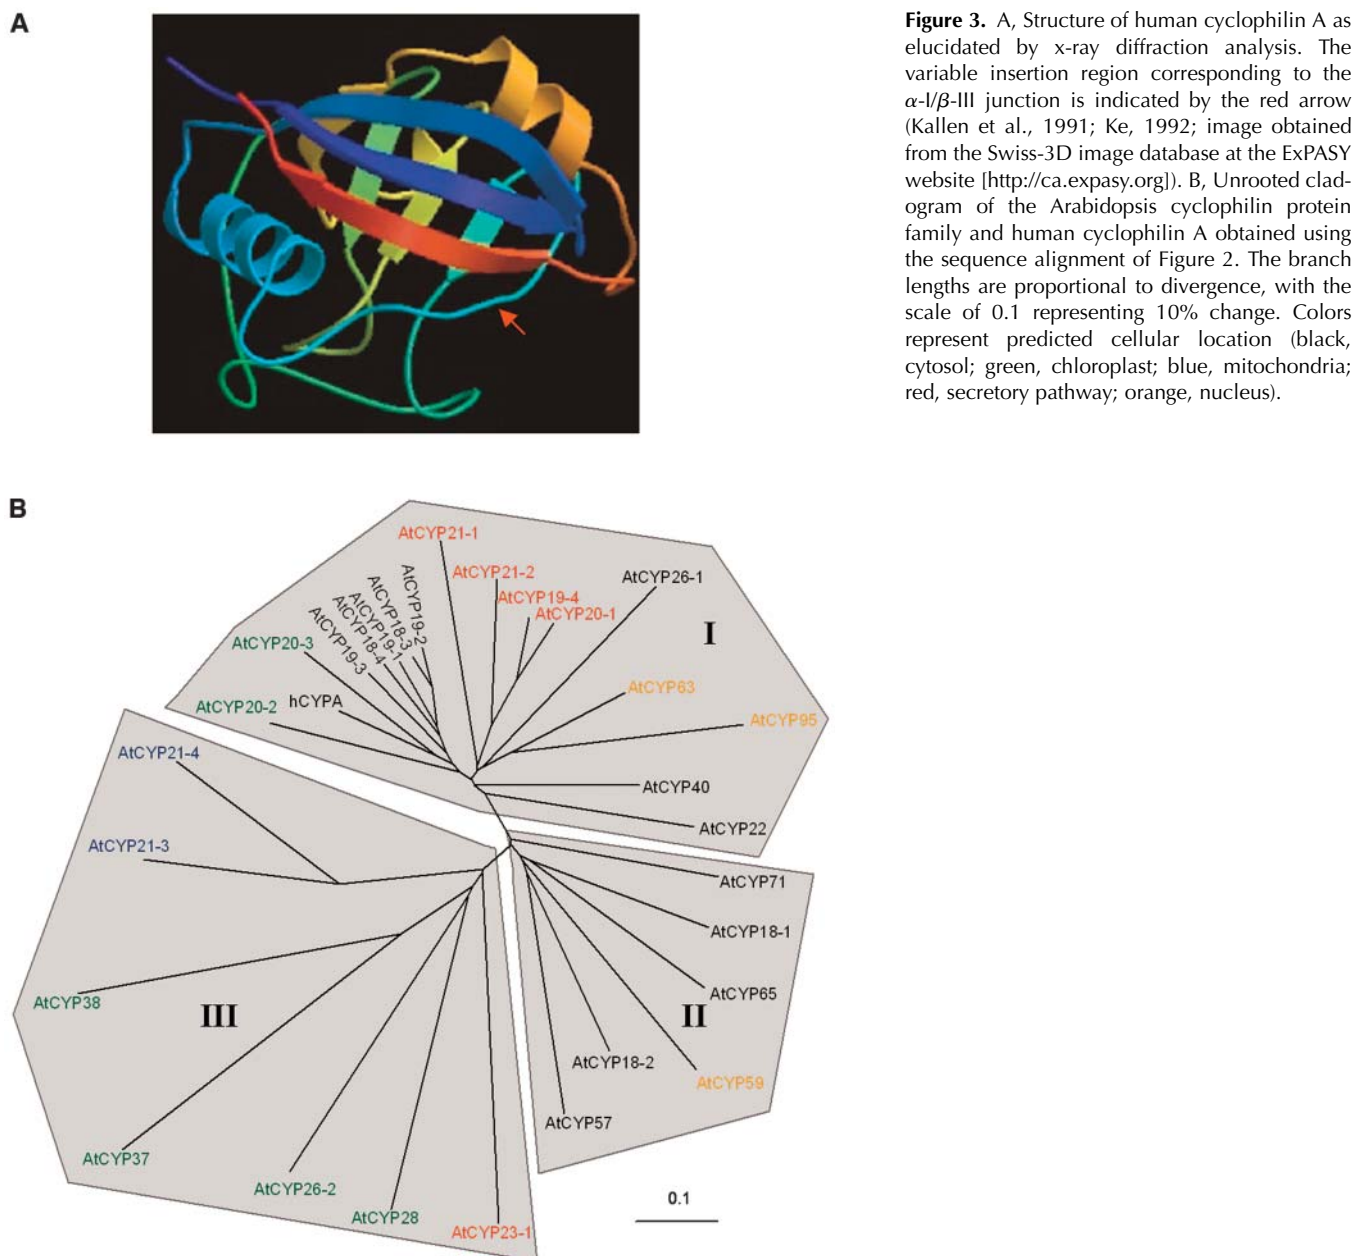 A
Figure 3. A, Structure of human cyclophilin A as
elucidated by x-ray diffraction analysis. The
variable insertion region corresponding to the
α-I/β-III junction is indicated by the red arrow
(Kallen et al., 1991; Ke, 1992; image obtained
from the Swiss-3D image database at the ExPASY
website [http://ca.expasy.org]). B, Unrooted clad-
ogram of the Arabidopsis cyclophilin protein
family and human cyclophilin A obtained using
the sequence alignment of Figure 2. The branch
lengths are proportional to divergence, with the
scale of 0.1 representing 10% change. Colors
represent predicted cellular location (black,
cytosol; green, chloroplast; blue, mitochondria;
red, secretory pathway; orange, nucleus).
B
AtCYP21-1
AtCYP21-2
AtCYP19-4
AtCYP20-1
AtCYP26-1
I
AtCYP19-2
AtCYP18-3
AtCYP19-1
AtCYP18-4
AtCYP19-3
AtCYP20-3
hCYPA
AtCYP20-2
AtCYP63
AtCYP95
AtCYP40
AtCYP22
AtCYP21-4
AtCYP21-3
AtCYP71
AtCYP18-1
AtCYP65
II
AtCYP18-2
AtCYP59
AtCYP57
AtCYP38
III
AtCYP37
AtCYP26-2
AtCYP28
AtCYP23-1
0.1